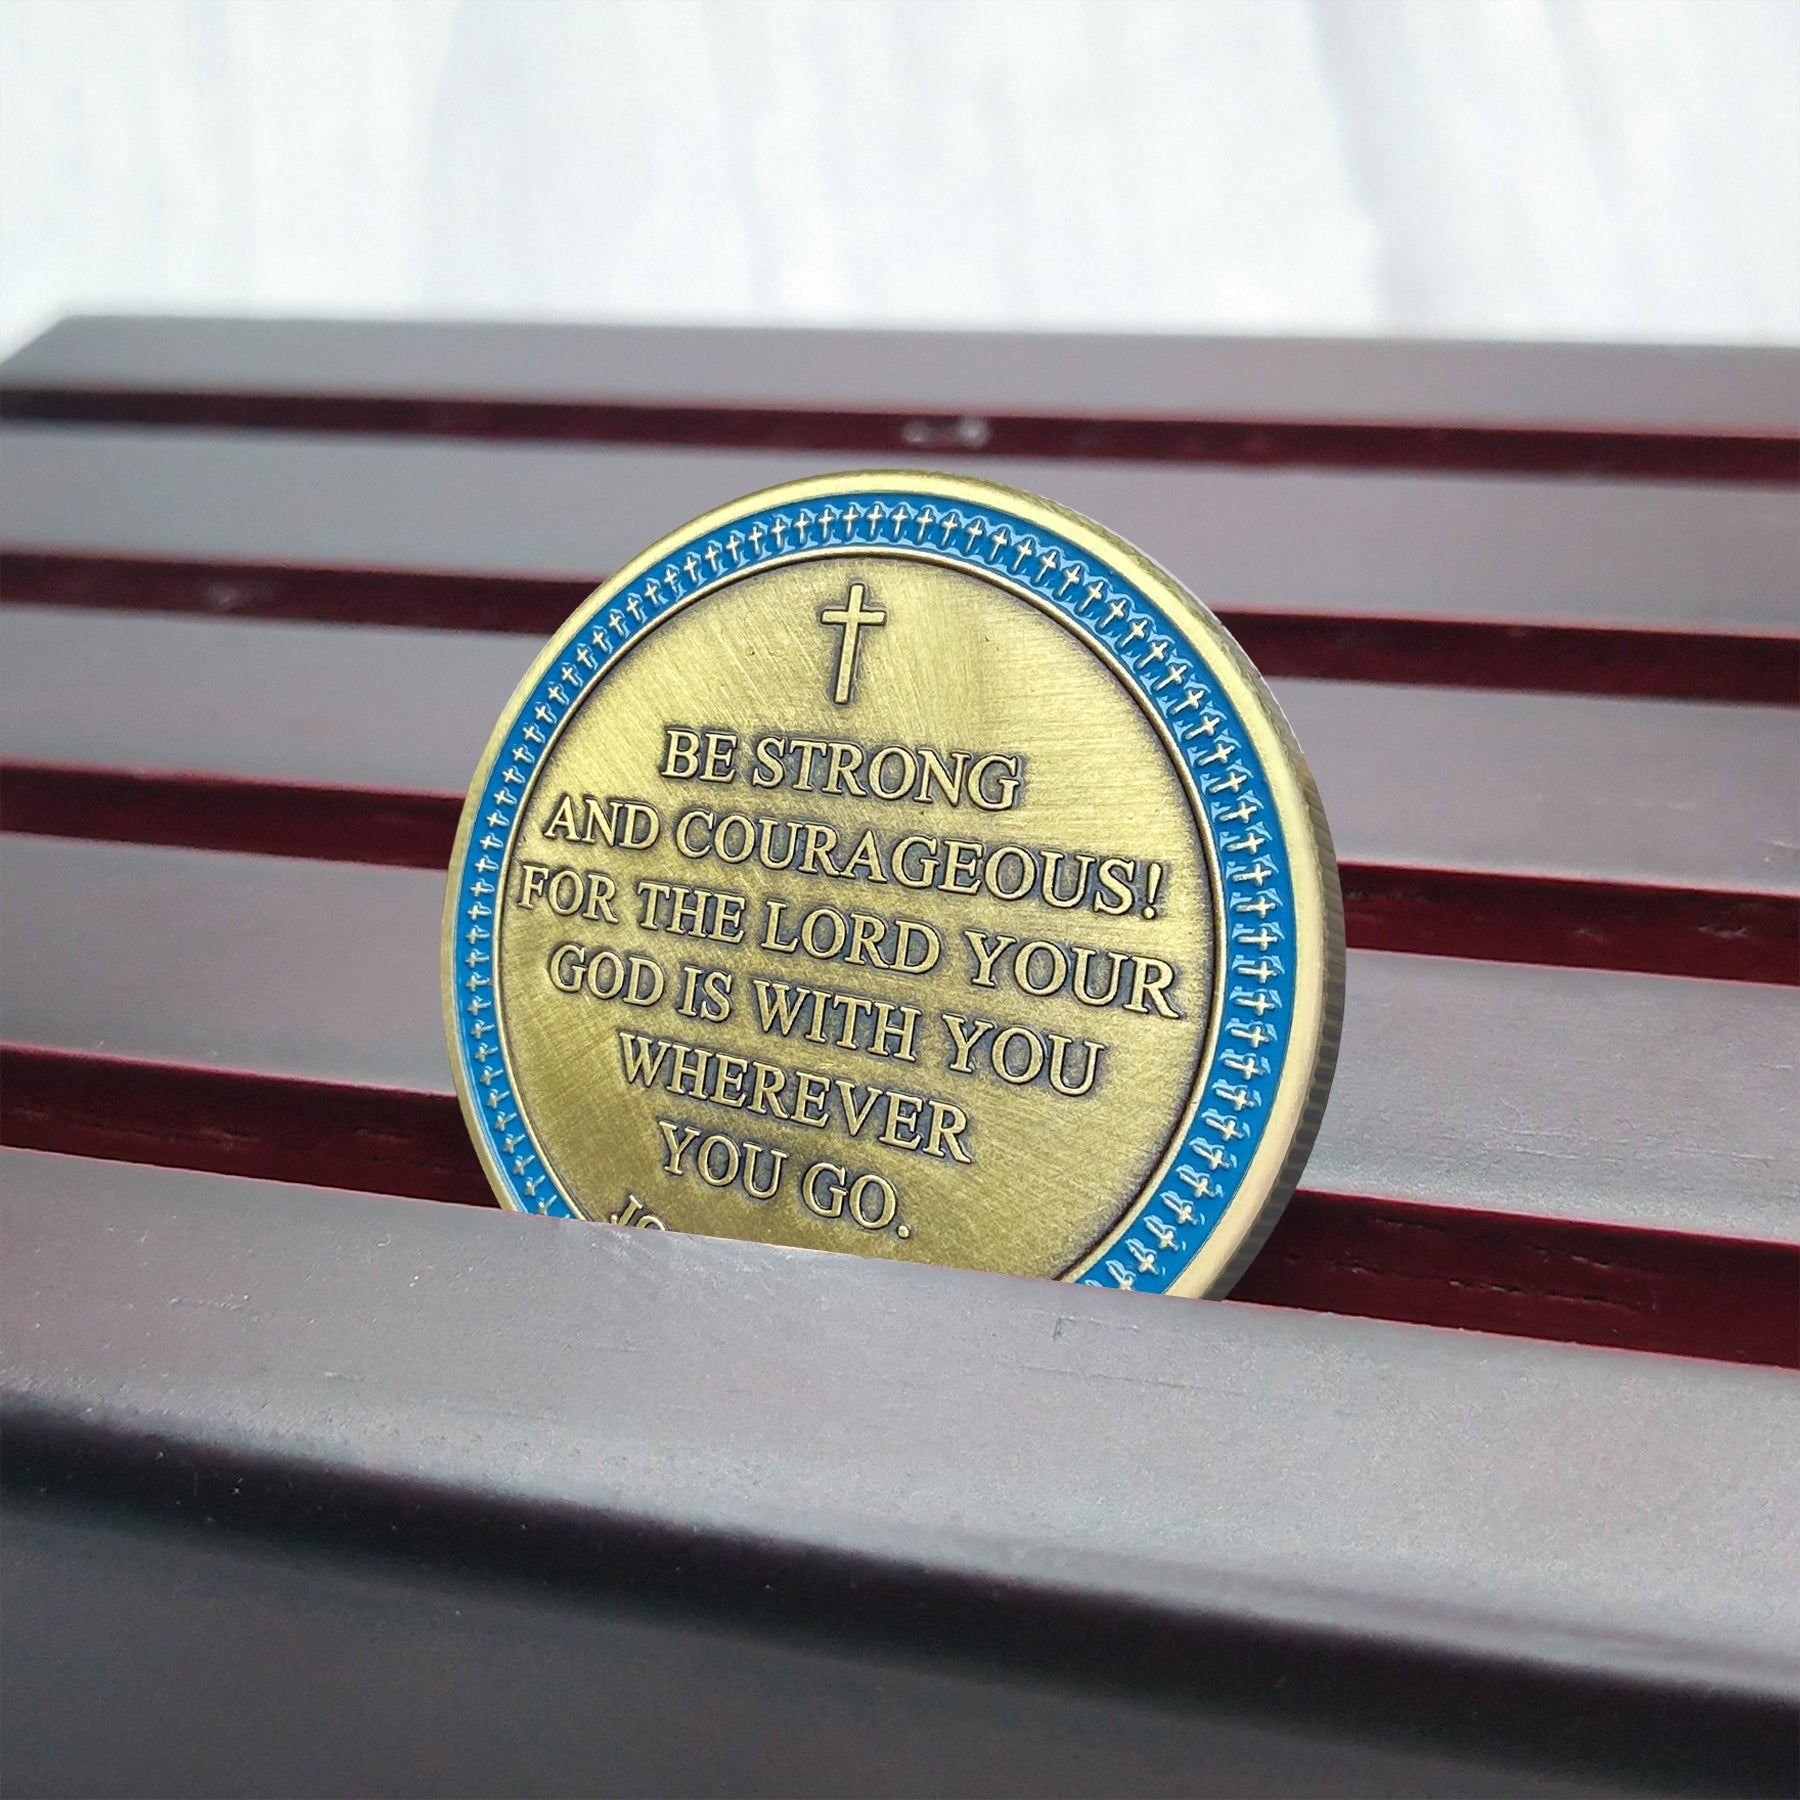 BE STRONG
AND COURAGEOUS!
FOR THE LORD YOUR
GOD IS WITH YOU
WHEREVER
YOU GO.